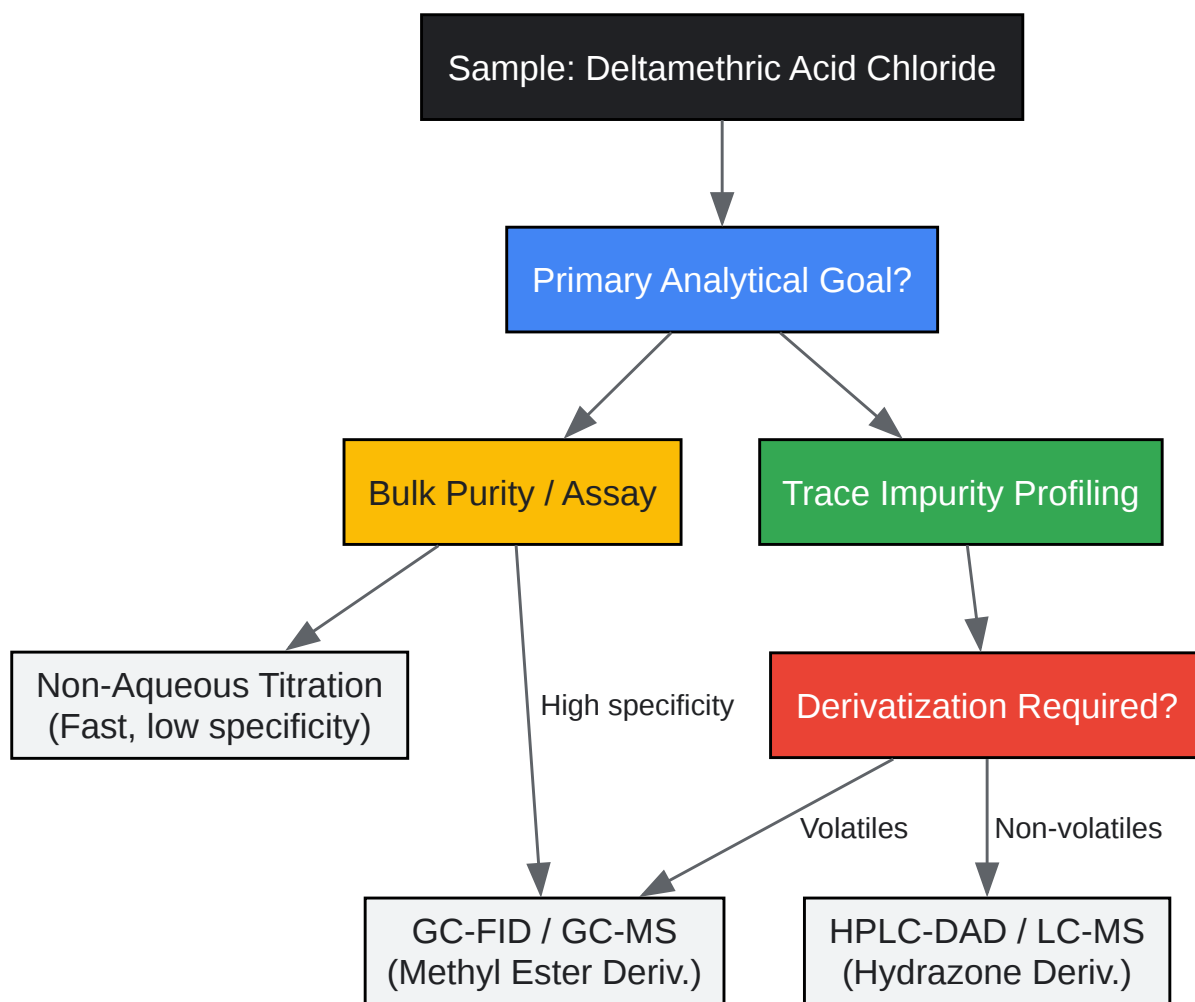 Sample: Deltamethric Acid Chloride
Primary Analytical Goal?
Bulk Purity / Assay
Trace Impurity Profiling
Non-Aqueous Titration
(Fast, low specificity)
High specificity
Derivatization Required?
Volatiles
Non-volatiles
GC-FID / GC-MS
(Methyl Ester Deriv.)
HPLC-DAD / LC-MS
(Hydrazone Deriv.)